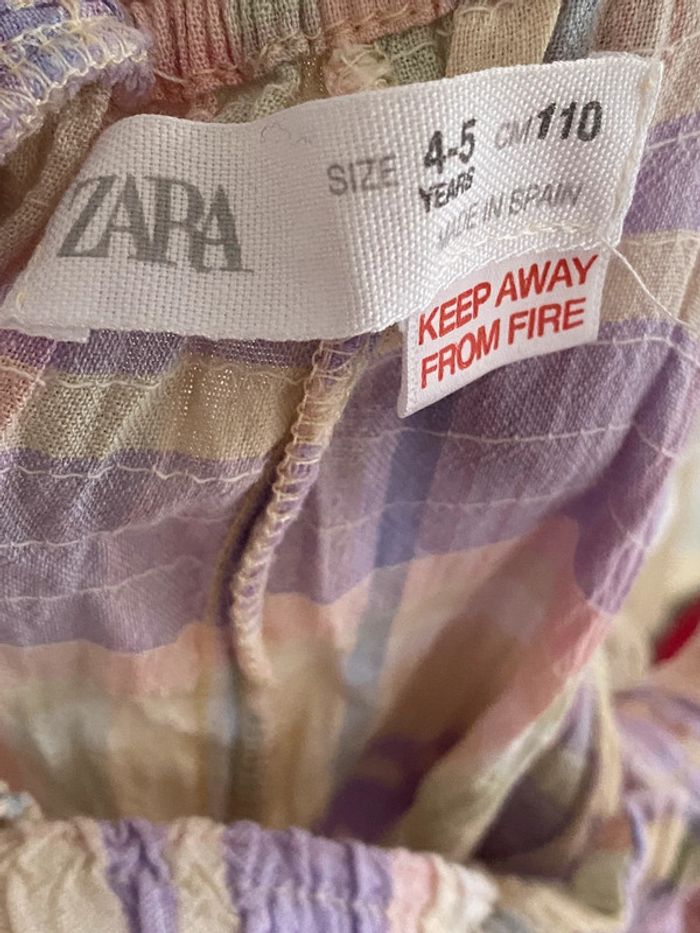 ZARA
SIZE 4-5 CM 110
YEARS
MADE IN SPAIN
KEEP AWAY
FROM FIRE